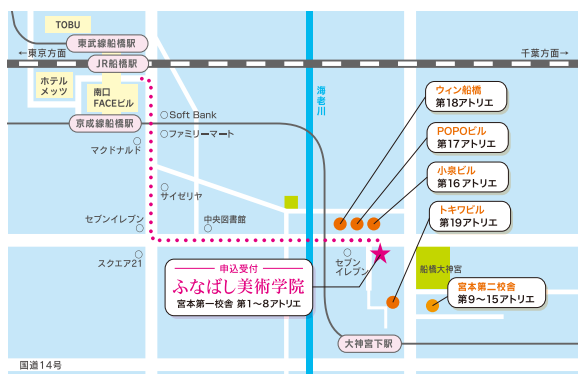 TOBU
東武線船橋駅
←東京方面
千葉方面→
JR船橋駅
ホテル
メッツ
南口
FACEビル
京成線船橋駅
Soft Bank
ファミリーマート
マクドナルド
海老川
ウィン船橋
第18アトリエ
POPOビル
第17アトリエ
小泉ビル
第16アトリエ
トキワビル
第19アトリエ
サイゼリヤ
セブンイレブン
中央図書館
スクエア21
セブン
イレブン
船橋大神宮
申込受付
ふなばし美術学院
宮本第一校舎 第1〜8アトリエ
宮本第二校舎
第9〜15アトリエ
大神宮下駅
国道14号